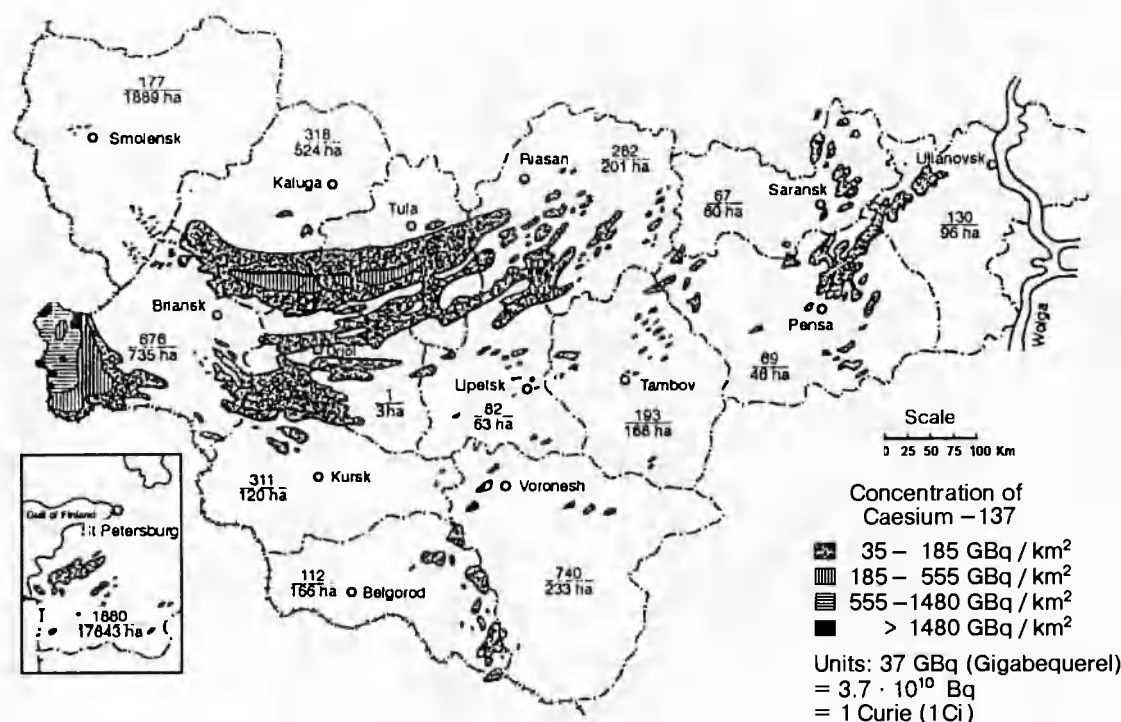 177
1889 ha
Smolensk
318
524 ha
Kaluga
Tula
Riasan
282
201 ha
67
60 ha
Saransk
Ulianovsk
130
96 ha
Wolga
Briansk
676
735 ha
Oriol
1
3 ha
Lipetsk
82
63 ha
Tambov
193
168 ha
Pensa
69
48 ha
Scale
0 25 50 75 100 Km
311
120 ha
Kursk
Voronesh
740
233 ha
112
166 ha
Belgorod
Gulf of Finland
St Petersburg
1880
17843 ha
Concentration of
Caesium –137
35 – 185 GBq / km²
185 – 555 GBq / km²
555 –1480 GBq / km²
> 1480 GBq / km²
Units: 37 GBq (Gigabequerel)
= 3.7 · 10¹⁰ Bq
= 1 Curie (1Ci)